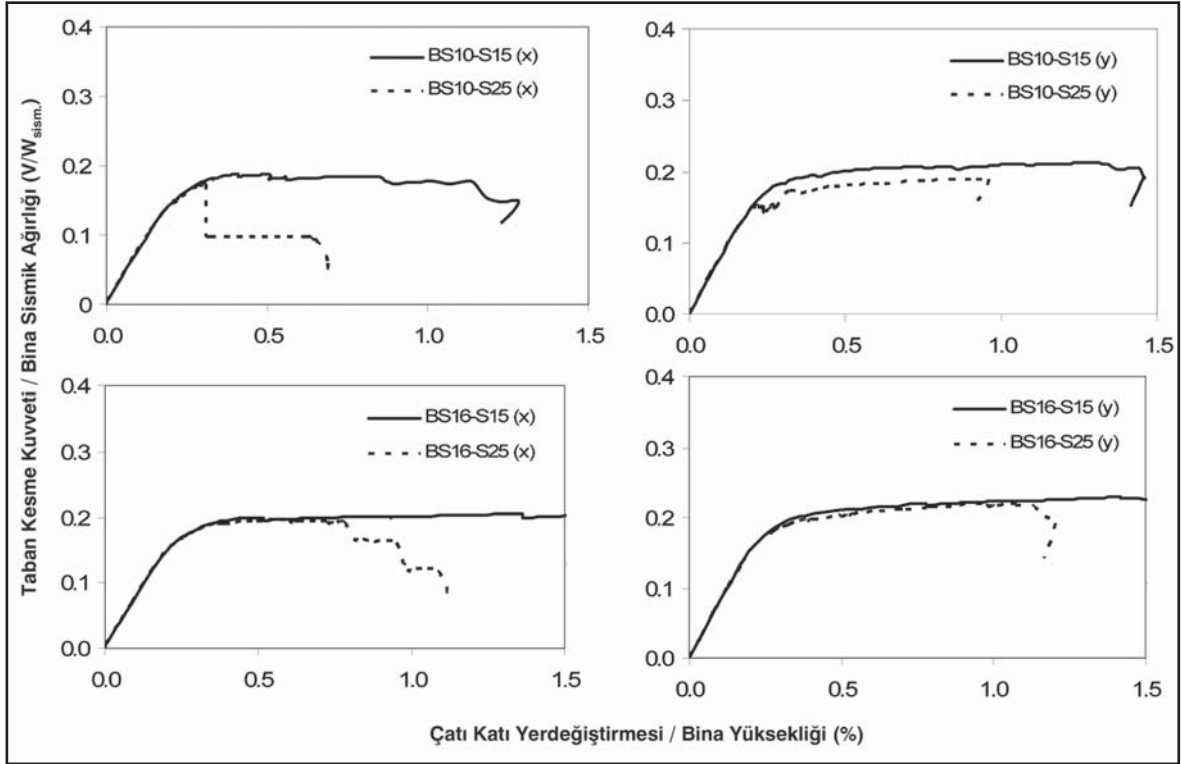 Taban Kesme Kuvveti / Bina Sismik Ağırlığı (V/Wsism.)
BS10-S15 (x)
BS10-S25 (x)
0.4
0.3
0.2
0.1
0
0.0 0.5 1.0 1.5
BS10-S15 (y)
BS10-S25 (y)
0.4
0.3
0.2
0.1
0.0
0.0 0.5 1.0 1.5
BS16-S15 (x)
BS16-S25 (x)
0.4
0.3
0.2
0.1
0.0
0.0 0.5 1.0 1.5
BS16-S15 (y)
BS16-S25 (y)
0.4
0.3
0.2
0.1
0.0
0.0 0.5 1.0 1.5
Çatı Katı Yerdeğiştirmesi / Bina Yüksekliği (%)